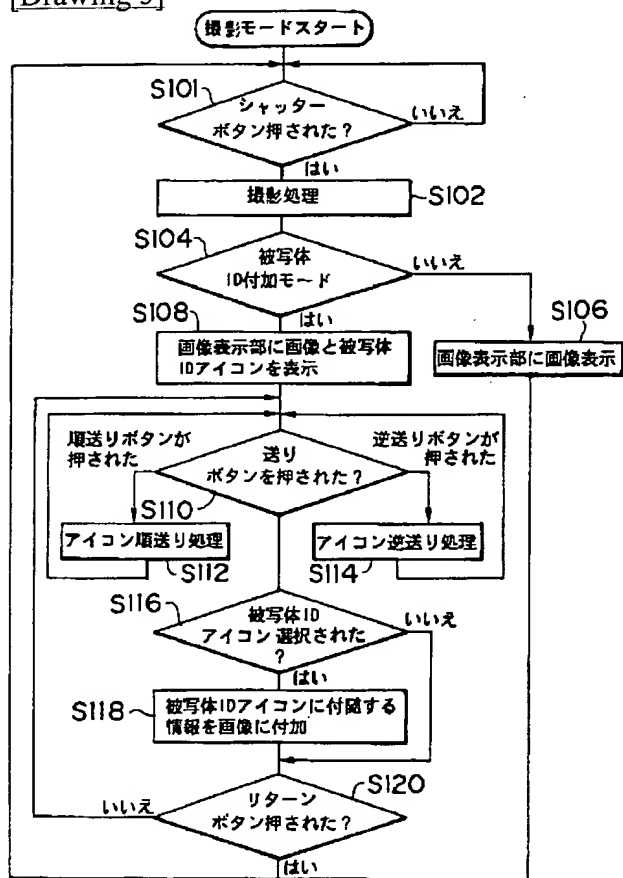 [Drawing 5]
撮影モードスタート
S101
シャッター
ボタン押された?
いいえ
はい
撮影処理
S102
S104
被写体
ID付加モード
いいえ
はい
S108
S106
画像表示部に画像と被写体
IDアイコンを表示
画像表示部に画像表示
順送りボタンが
押された
逆送りボタンが
押された
送り
ボタンを押された?
S110
アイコン順送り処理
アイコン逆送り処理
S112
S114
S116
被写体ID
アイコン選択された
?
いいえ
はい
S118
被写体IDアイコンに付随する
情報を画像に付加
S120
リターン
ボタン押された?
いいえ
はい